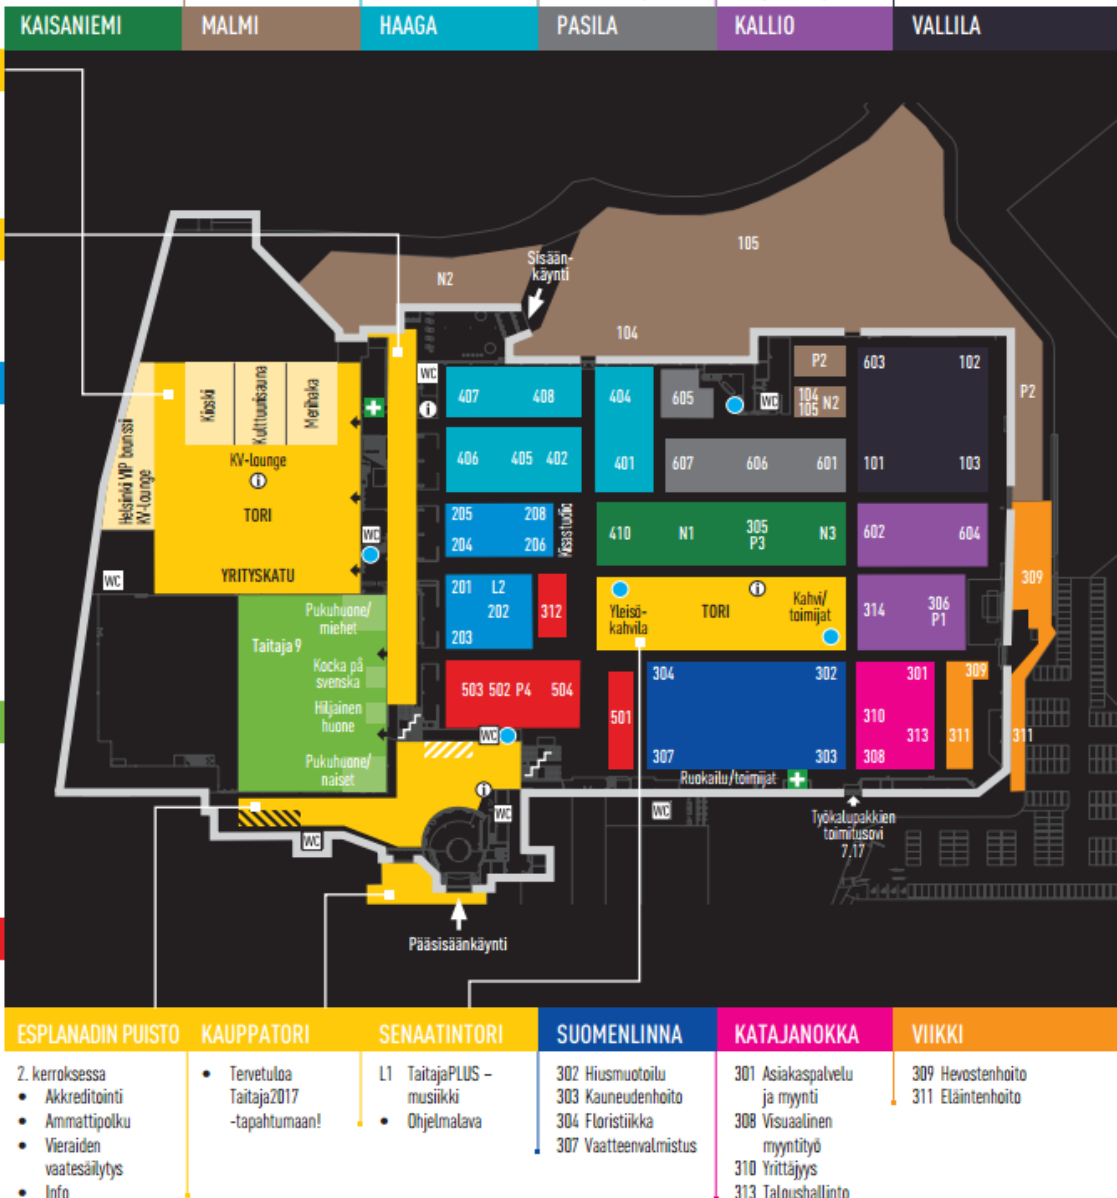 KAISANIEMI
MALMI
HAAGA
PASILA
KALLIO
VALLILA
105
Sisään-
käynti
N2
104
P2
603
102
P2
WC
407
408
404
605
WC
104
105 N2
Kioski
Kulttuurisauna
Merihaka
406
405
402
401
607
606
601
101
103
Helsinki VIP brunssi
KV-lounge
KV-lounge
TORI
205
208
204
206
Kisastudio
410
N1
305
P3
N3
602
604
WC
YRITYSKATU
WC
201
L2
202
203
312
Yleisö-
kahvila
TORI
Kahvi/
toimijat
314
306
P1
309
Pukuhuone/
miehet
Taitaja 9
Kocka på
svenska
Hiljainen
huone
Pukuhuone/
naiset
503
502
P4
504
501
304
302
307
303
301
310
313
308
309
311
311
WC
Ruokailu/toimijat
WC
WC
WC
Työkalupakkien
toimitusovi
7.17
Pääsisäänkäynti
ESPLANADIN PUISTO
2. kerroksessa
• Akkreditointi
• Ammattipolku
• Vieraiden
vaatesäilytys
• Info
KAUPPATORI
• Tervetuloa
Taitaja2017
-tapahtumaan!
SENAATINTORI
L1 TaitajaPLUS –
musiikki
• Ohjelmalava
SUOMENLINNA
302 Hiusmuotoilu
303 Kauneudenhoito
304 Floristiikka
307 Vaatteenvalmistus
KATAJANOKKA
301 Asiakaspalvelu
ja myynti
308 Visuaalinen
myyntityö
310 Yrittäjyys
313 Taloushallinto
VIIKKI
309 Hevostenhoito
311 Eläintenhoito